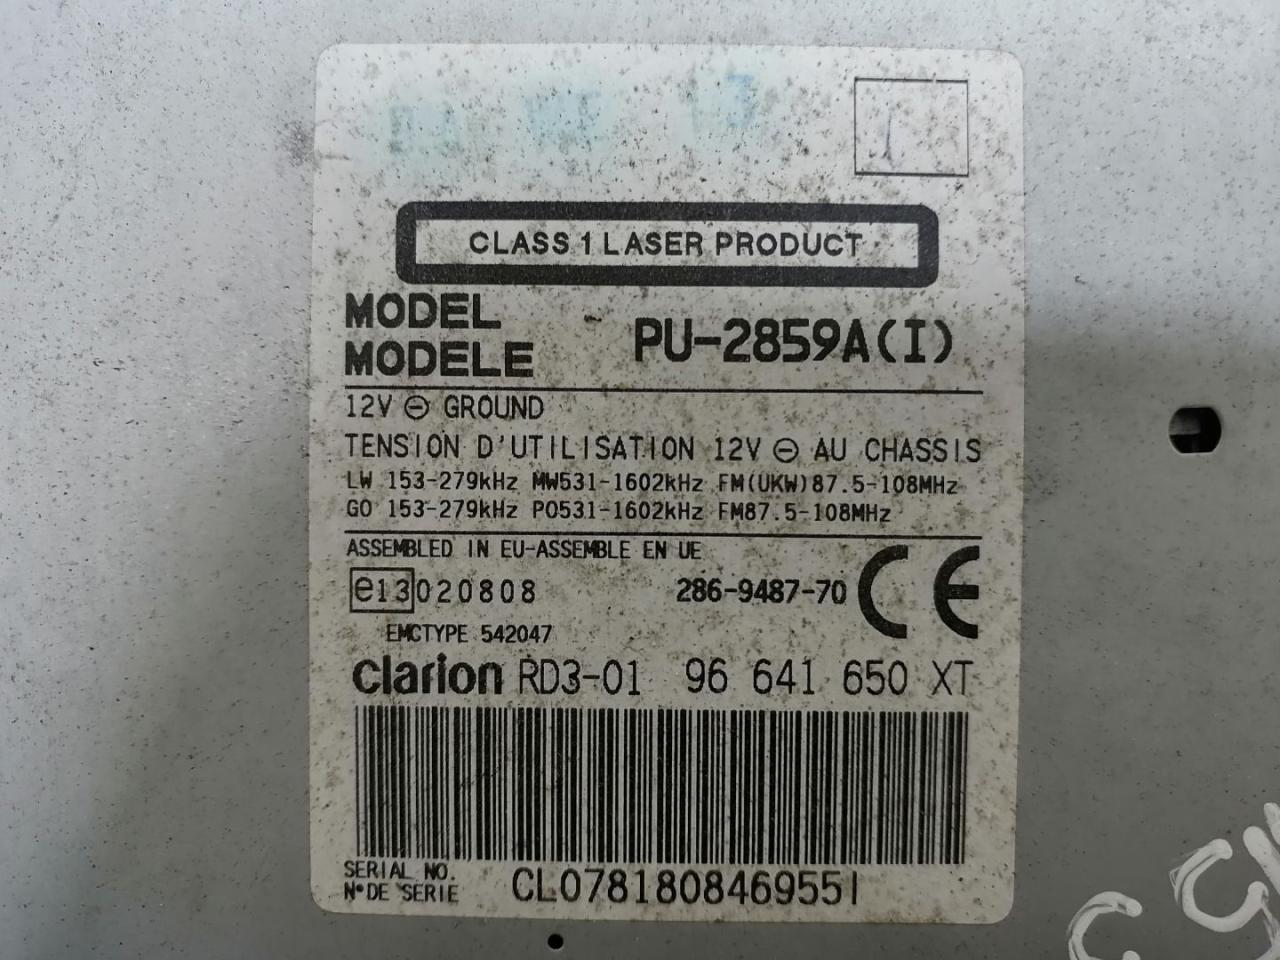 CLASS 1 LASER PRODUCT
MODEL
MODELE
PU-2859A(I)
12V ⊖ GROUND
TENSION D'UTILISATION 12V ⊖ AU CHASSIS
LW 153-279kHz MW531-1602kHz FM(UKW)87.5-108MHz
GO 153-279kHz PO531-1602kHz FM87.5-108MHz
ASSEMBLED IN EU-ASSEMBLE EN UE
e13 020808 286-9487-70 CE
EMCTYPE 542047
clarion RD3-01 96 641 650 XT
SERIAL NO.
N° DE SERIE
CL078180846955I